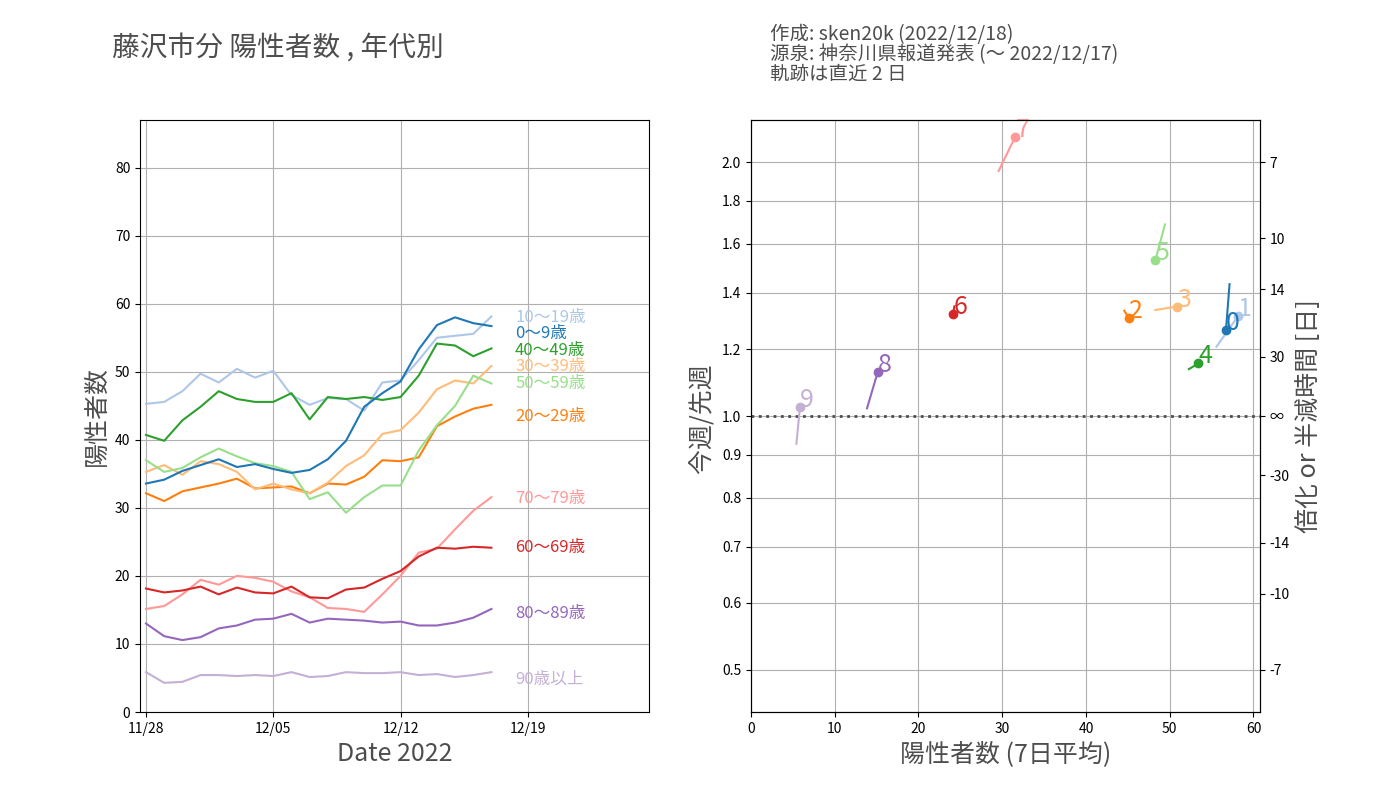 藤沢市分 陽性者数 , 年代別
作成: sken20k (2022/12/18)
源泉: 神奈川県報道発表 (〜 2022/12/17)
軌跡は直近 2 日
陽性者数
80
70
60
50
40
30
20
10
0
10〜19歳
0〜9歳
40〜49歳
30〜39歳
50〜59歳
20〜29歳
70〜79歳
60〜69歳
80〜89歳
90歳以上
11/28
12/05
12/12
12/19
Date 2022
今週/先週
2.0
1.8
1.6
1.4
1.2
1.0
0.9
0.8
0.7
0.6
0.5
7
5
3
1
2
6
0
4
8
9
7
10
14
30
∞
-30
-14
-10
-7
倍化 or 半減時間 [日]
0
10
20
30
40
50
60
陽性者数 (7日平均)